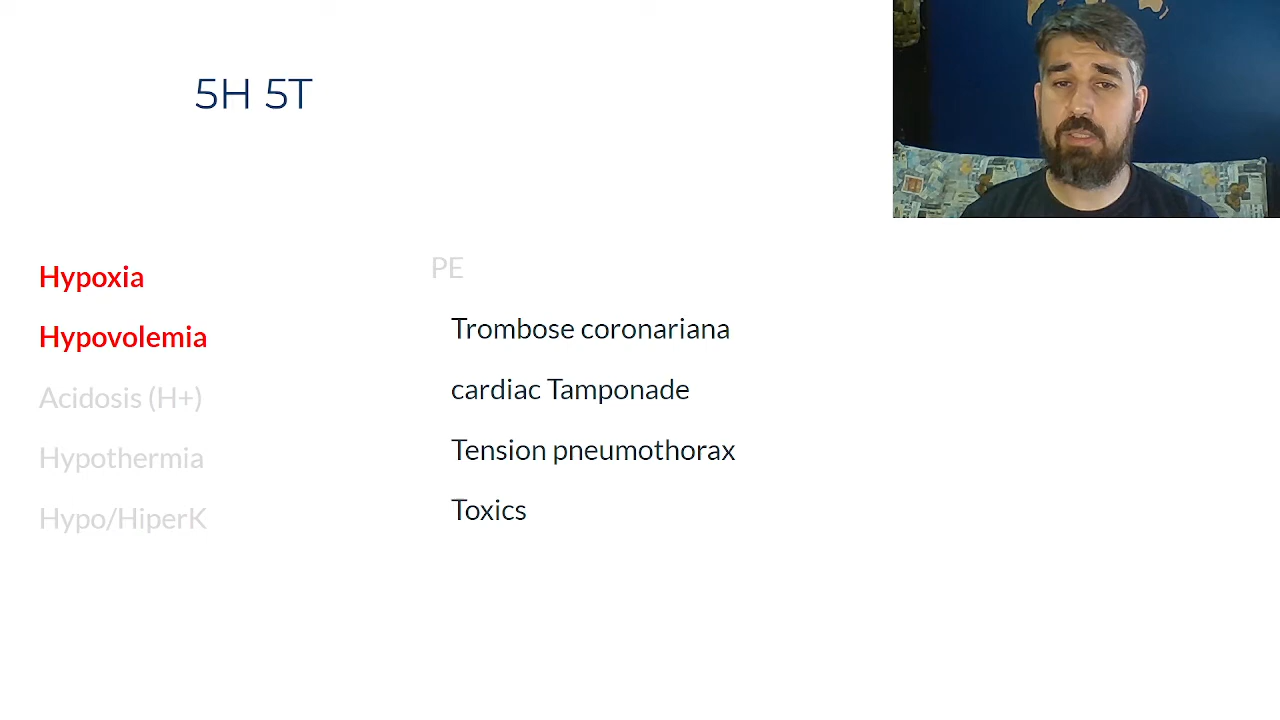 5H 5T
Hypoxia
Hypovolemia
Acidosis (H+)
Hypothermia
Hypo/HiperK
PE
Trombose coronariana
cardiac Tamponade
Tension pneumothorax
Toxics